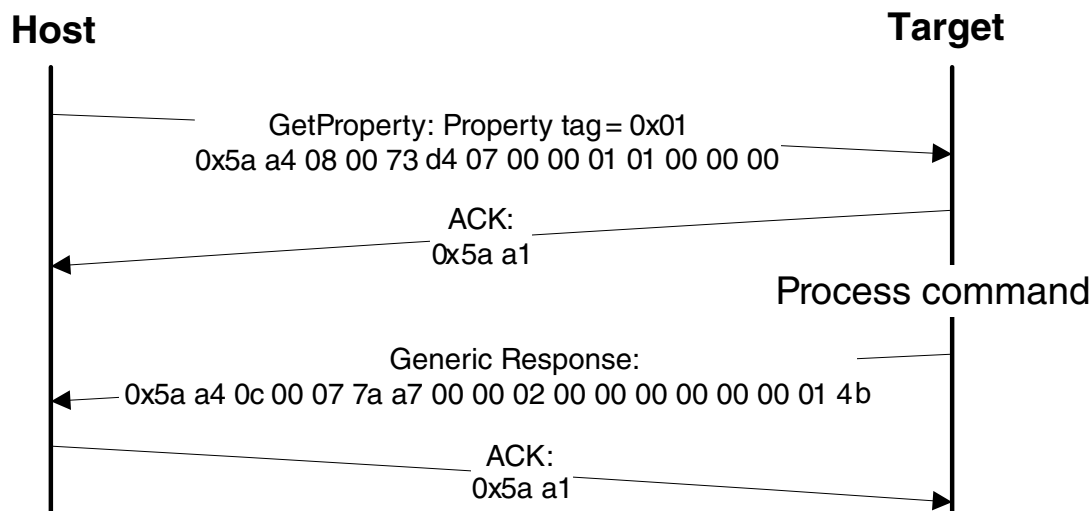 Host
Target
GetProperty: Property tag = 0x01
0x5a a4 08 00 73 d4 07 00 00 01 01 00 00 00
ACK:
0x5a a1
Process command
Generic Response:
0x5a a4 0c 00 07 7a a7 00 00 02 00 00 00 00 00 00 01 4b
ACK:
0x5a a1